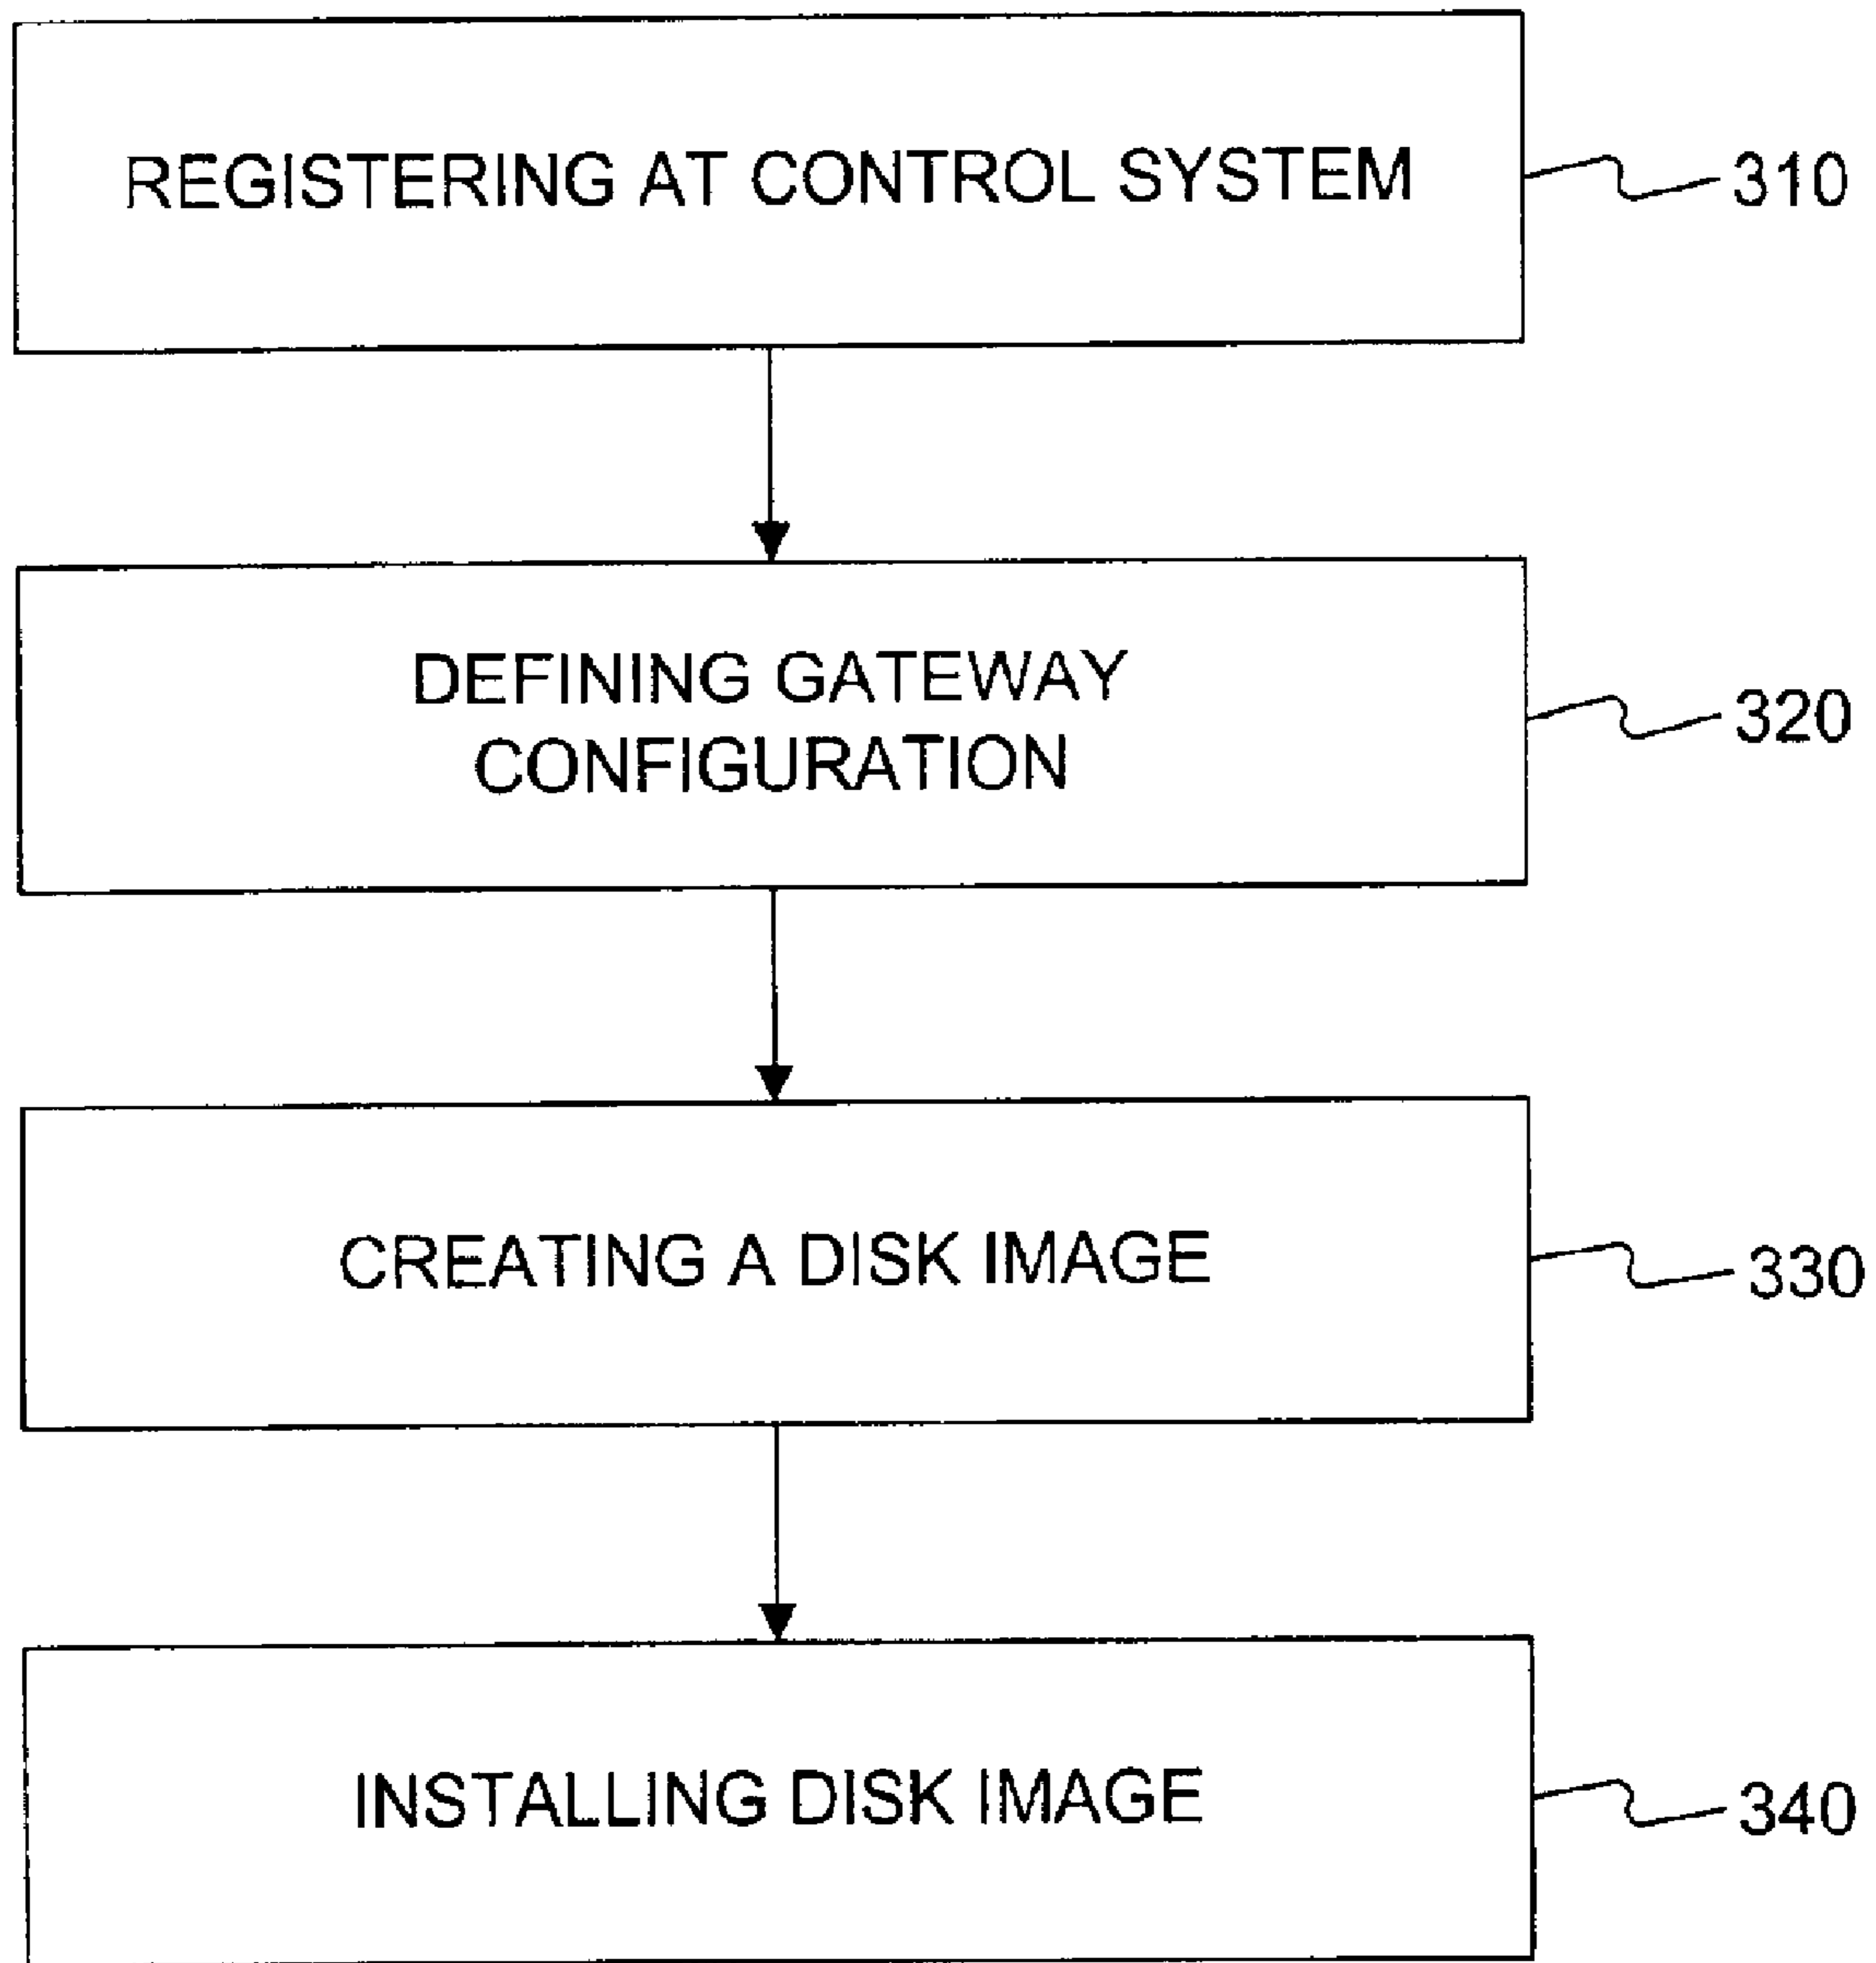 REGISTERING AT CONTROL SYSTEM
310
DEFINING GATEWAY
CONFIGURATION
320
CREATING A DISK IMAGE
330
INSTALLING DISK IMAGE
340